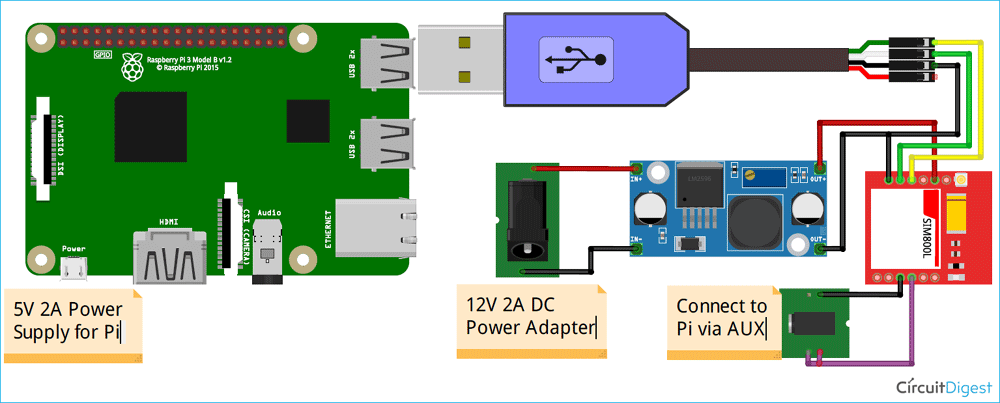 GPIO
Raspberry Pi 3 Model B v1.2
© Raspberry Pi 2015
USB 2x
USB 2x
DSI (DISPLAY)
HDMI
CSI (CAMERA)
Audio
ETHERNET
Power
5V 2A Power
Supply for Pi
IN+
IN-
OUT+
OUT-
12V 2A DC
Power Adapter
SIM800L
Connect to
Pi via AUX
CircuitDigest